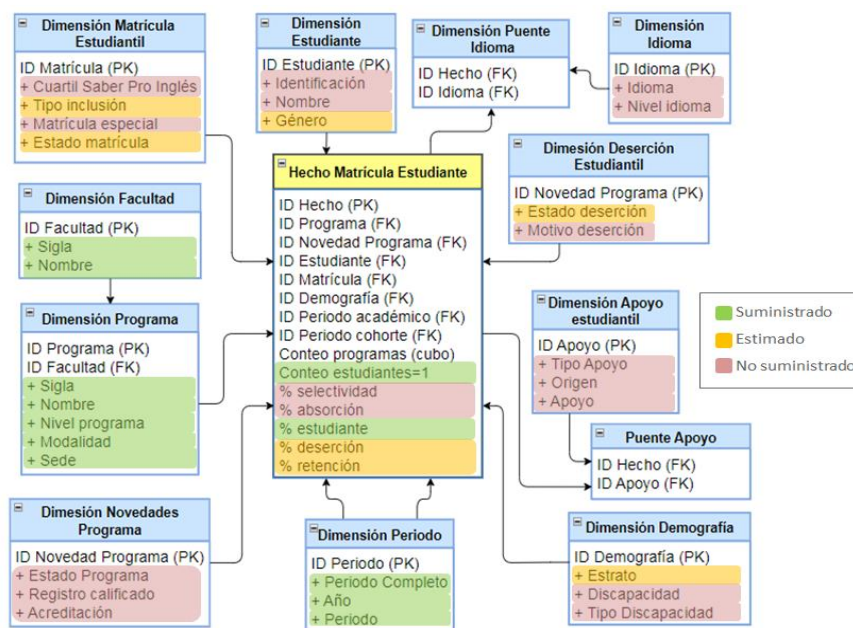 Dimensión Matrícula
Estudiantil
ID Matrícula (PK)
+ Cuartil Saber Pro Inglés
+ Tipo inclusión
+ Matrícula especial
+ Estado matrícula
Dimensión
Estudiante
ID Estudiante (PK)
+ Identificación
+ Nombre
+ Género
Dimensión Puente
Idioma
ID Hecho (FK)
ID Idioma (FK)
Dimensión
Idioma
ID Idioma (PK)
+ Idioma
+ Nivel idioma
Dimesión Deserción
Estudiantil
ID Novedad Programa (PK)
+ Estado deserción
+ Motivo deserción
Hecho Matrícula Estudiante
ID Hecho (PK)
ID Programa (FK)
ID Novedad Programa (FK)
ID Estudiante (FK)
ID Matrícula (FK)
ID Demografía (FK)
ID Periodo académico (FK)
ID Periodo cohorte (FK)
Conteo programas (cubo)
Conteo estudiantes=1
% selectividad
% absorción
% estudiante
% deserción
% retención
Dimensión Facultad
ID Facultad (PK)
+ Sigla
+ Nombre
Dimensión Programa
ID Programa (PK)
ID Facultad (FK)
+ Sigla
+ Nombre
+ Nivel programa
+ Modalidad
+ Sede
Dimensión Apoyo
estudiantil
ID Apoyo (PK)
+ Tipo Apoyo
+ Origen
+ Apoyo
Suministrado
Estimado
No suministrado
Puente Apoyo
ID Hecho (FK)
ID Apoyo (FK)
Dimesión Novedades
Programa
ID Novedad Programa (PK)
+ Estado Programa
+ Registro calificado
+ Acreditación
Dimensión Periodo
ID Periodo (PK)
+ Periodo Completo
+ Año
+ Periodo
Dimensión Demografía
ID Demografía (PK)
+ Estrato
+ Discapacidad
+ Tipo Discapacidad